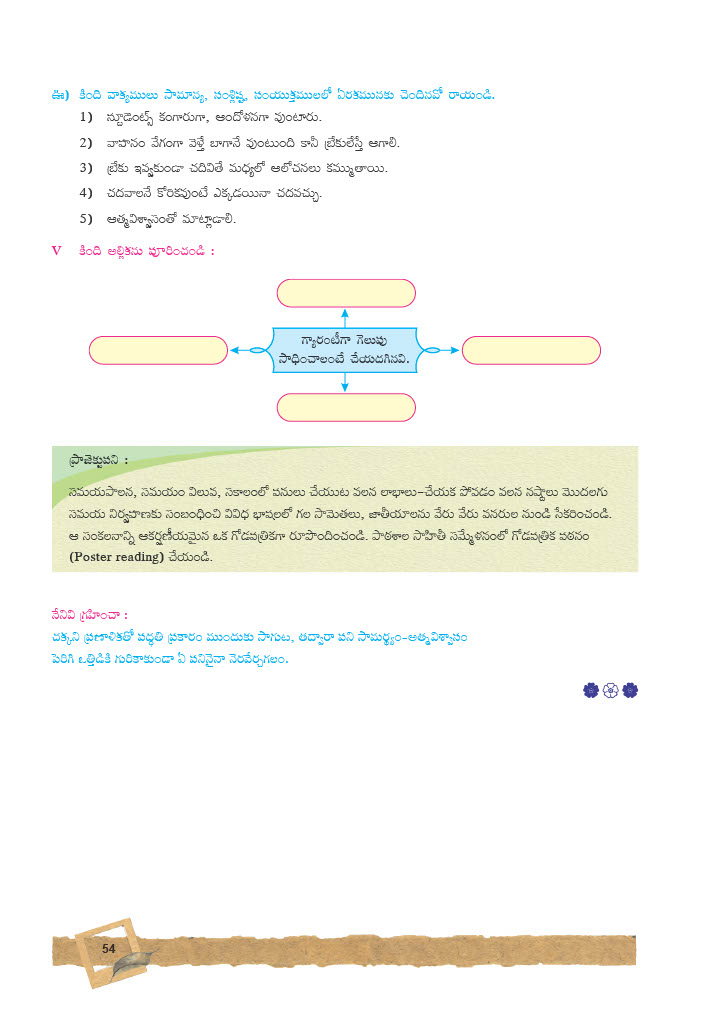 ఊ) కింది వాక్యములు సామాన్య, సంశ్లిష్ట, సంయుక్తములలో ఏరకమునకు చెందినవో రాయండి.
1) స్టూడెంట్స్ కంగారుగా, ఆందోళనగా వుంటారు.
2) వాహనం వేగంగా వెళ్తే బాగానే వుంటుంది కానీ బ్రేకులేస్తే ఆగాలి.
3) బ్రేకు ఇవ్వకుండా చదివితే మధ్యలో ఆలోచనలు కమ్ముతాయి.
4) చదవాలనే కోరికవుంటే ఎక్కడయినా చదవచ్చు.
5) ఆత్మవిశ్వాసంతో మాట్లాడాలి.
V కింది అల్లికను పూరించండి :
గ్యారంటీగా గెలుపు
సాధించాలంటే చేయదగినవి.
ప్రాజెక్టుపని :
సమయపాలన, సమయం విలువ, సకాలంలో పనులు చేయుట వలన లాభాలు-చేయక పోవడం వలన నష్టాలు మొదలగు
సమయ నిర్వహణకు సంబంధించి వివిధ భాషలలో గల సామెతలు, జాతీయాలను వేరు వేరు వనరుల నుండి సేకరించండి.
ఆ సంకలనాన్ని ఆకర్షణీయమైన ఒక గోడపత్రికగా రూపొందించండి. పాఠశాల సాహితీ సమ్మేళనంలో గోడపత్రిక పఠనం
(Poster reading) చేయండి.
నేనివి గ్రహించా :
చక్కని ప్రణాళికతో పద్ధతి ప్రకారం ముందుకు సాగుట, తద్వారా పని సామర్థ్యం-అత్మవిశ్వాసం
పెరిగి ఒత్తిడికి గురికాకుండా ఏ పనినైనా నెరవేర్చగలం.
54